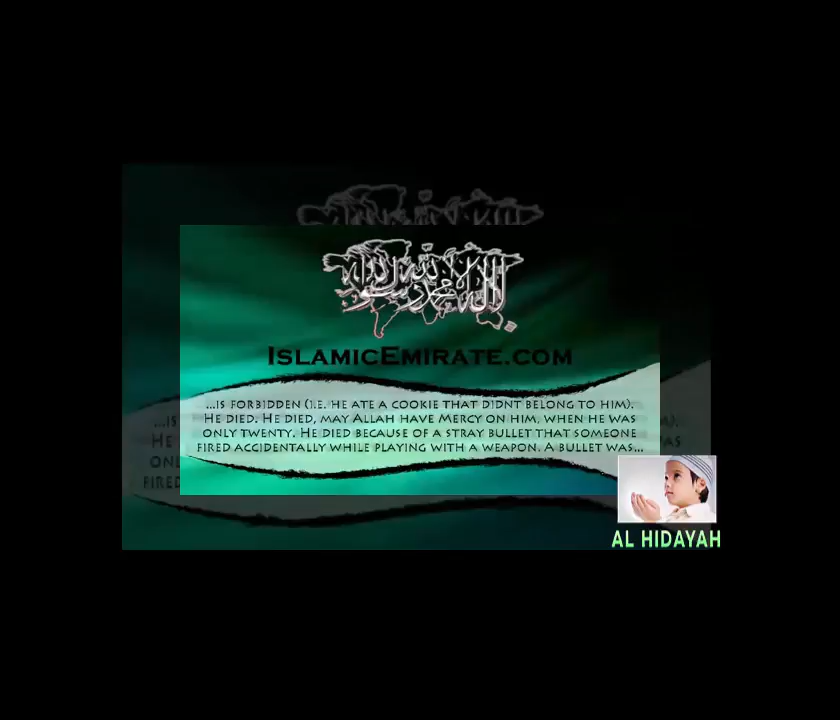 ISLAMICEMIRATE.COM
...IS FORBIDDEN (I.E. HE ATE A COOKIE THAT DIDNT BELONG TO HIM).
HE DIED. HE DIED, MAY ALLAH HAVE MERCY ON HIM, WHEN HE WAS
ONLY TWENTY. HE DIED BECAUSE OF A STRAY BULLET THAT SOMEONE
FIRED ACCIDENTALLY WHILE PLAYING WITH A WEAPON. A BULLET WAS...
AL HIDAYAH